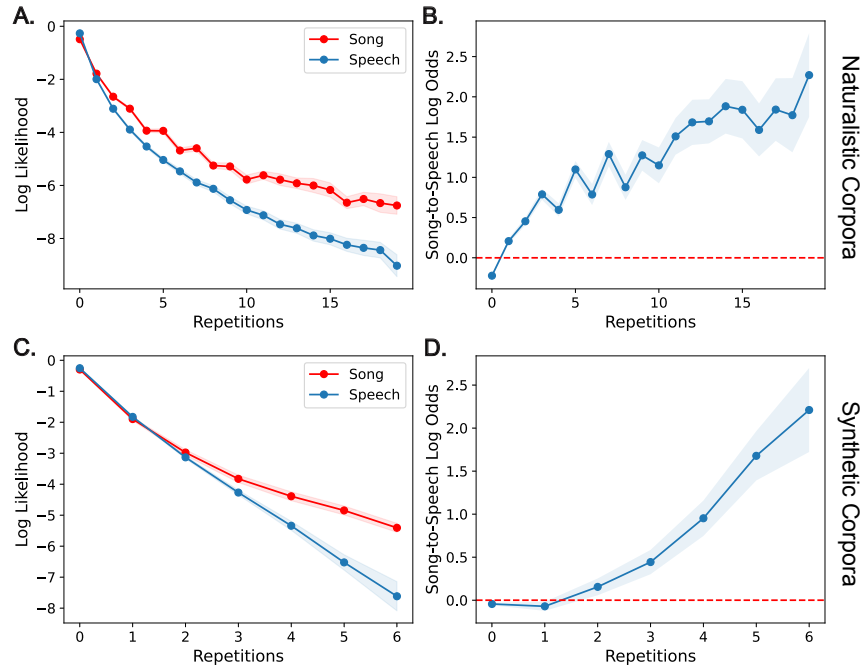 A.
0
−2
−4
−6
−8
Log Likelihood
Song
Speech
0
5
10
15
Repetitions
B.
2.5
2.0
1.5
1.0
0.5
0.0
Song-to-Speech Log Odds
0
5
10
15
Repetitions
Naturalistic Corpora
C.
0
−1
−2
−3
−4
−5
−6
−7
−8
Log Likelihood
Song
Speech
0
1
2
3
4
5
6
Repetitions
D.
2.5
2.0
1.5
1.0
0.5
0.0
Song-to-Speech Log Odds
0
1
2
3
4
5
6
Repetitions
Synthetic Corpora